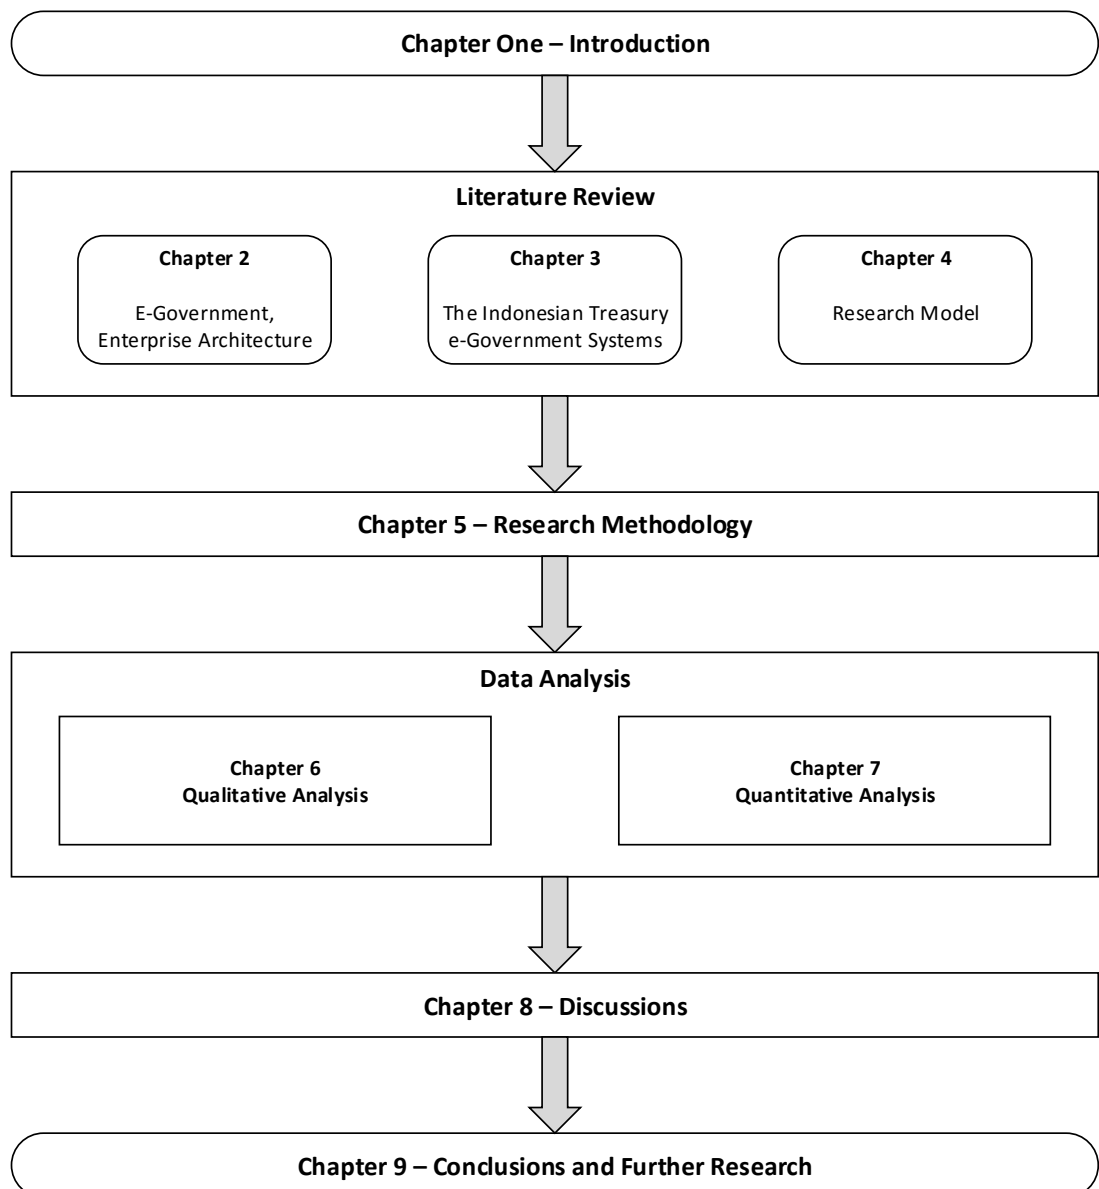 Chapter One – Introduction
Literature Review
Chapter 2
E-Government,
Enterprise Architecture
Chapter 3
The Indonesian Treasury
e-Government Systems
Chapter 4
Research Model
Chapter 5 – Research Methodology
Data Analysis
Chapter 6
Qualitative Analysis
Chapter 7
Quantitative Analysis
Chapter 8 – Discussions
Chapter 9 – Conclusions and Further Research